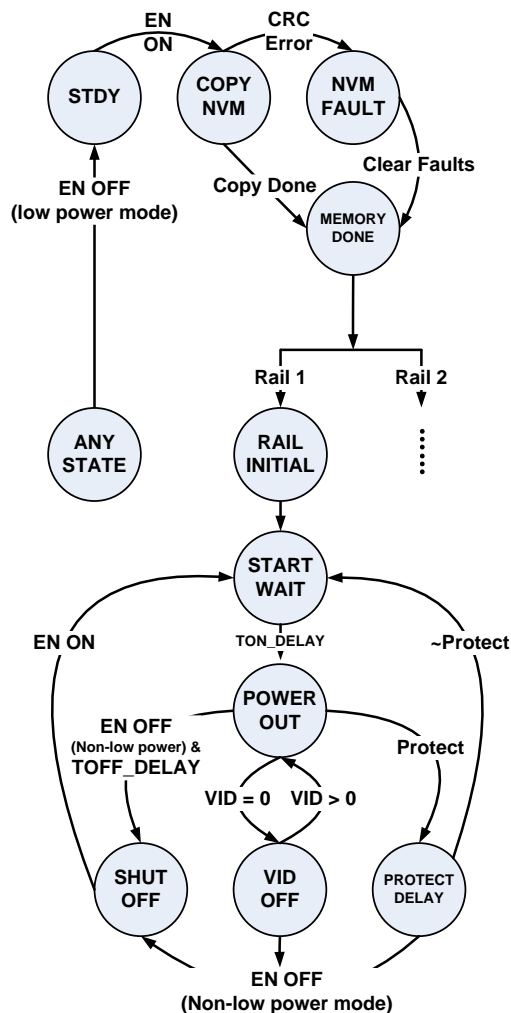 EN
ON
CRC
Error
STDY
COPY
NVM
NVM
FAULT
EN OFF
(low power mode)
Copy Done
Clear Faults
MEMORY
DONE
Rail 1
Rail 2
ANY
STATE
RAIL
INITIAL
START
WAIT
EN ON
TON_DELAY
~Protect
POWER
OUT
EN OFF
(Non-low power) &
TOFF_DELAY
Protect
VID = 0
VID > 0
SHUT
OFF
VID
OFF
PROTECT
DELAY
EN OFF
(Non-low power mode)